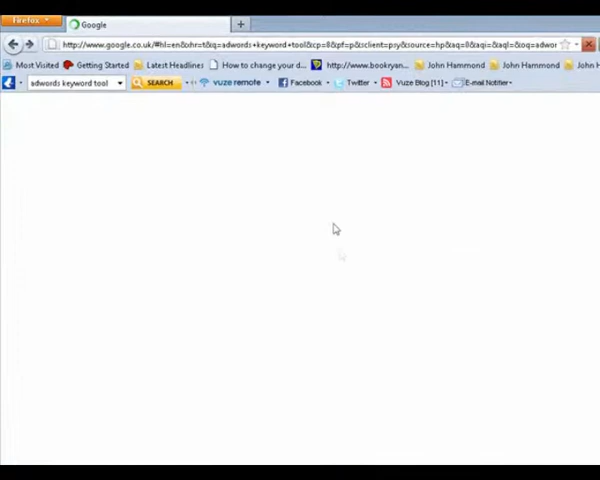 Firefox
Google
http://www.google.co.uk/#hl=en&xhr=t&q=adwords+keyword+tool&cp=8&pf=p&sclient=psy&source=hp&aq=0&aqi=&aql=&oq=adwor
Most Visited Getting Started Latest Headlines How to change your d... http://www.bookryan... John Hammond John Hammond John Hammond
adwords keyword tool SEARCH vuze remote Facebook Twitter Vuze Blog [11] E-mail Notifier